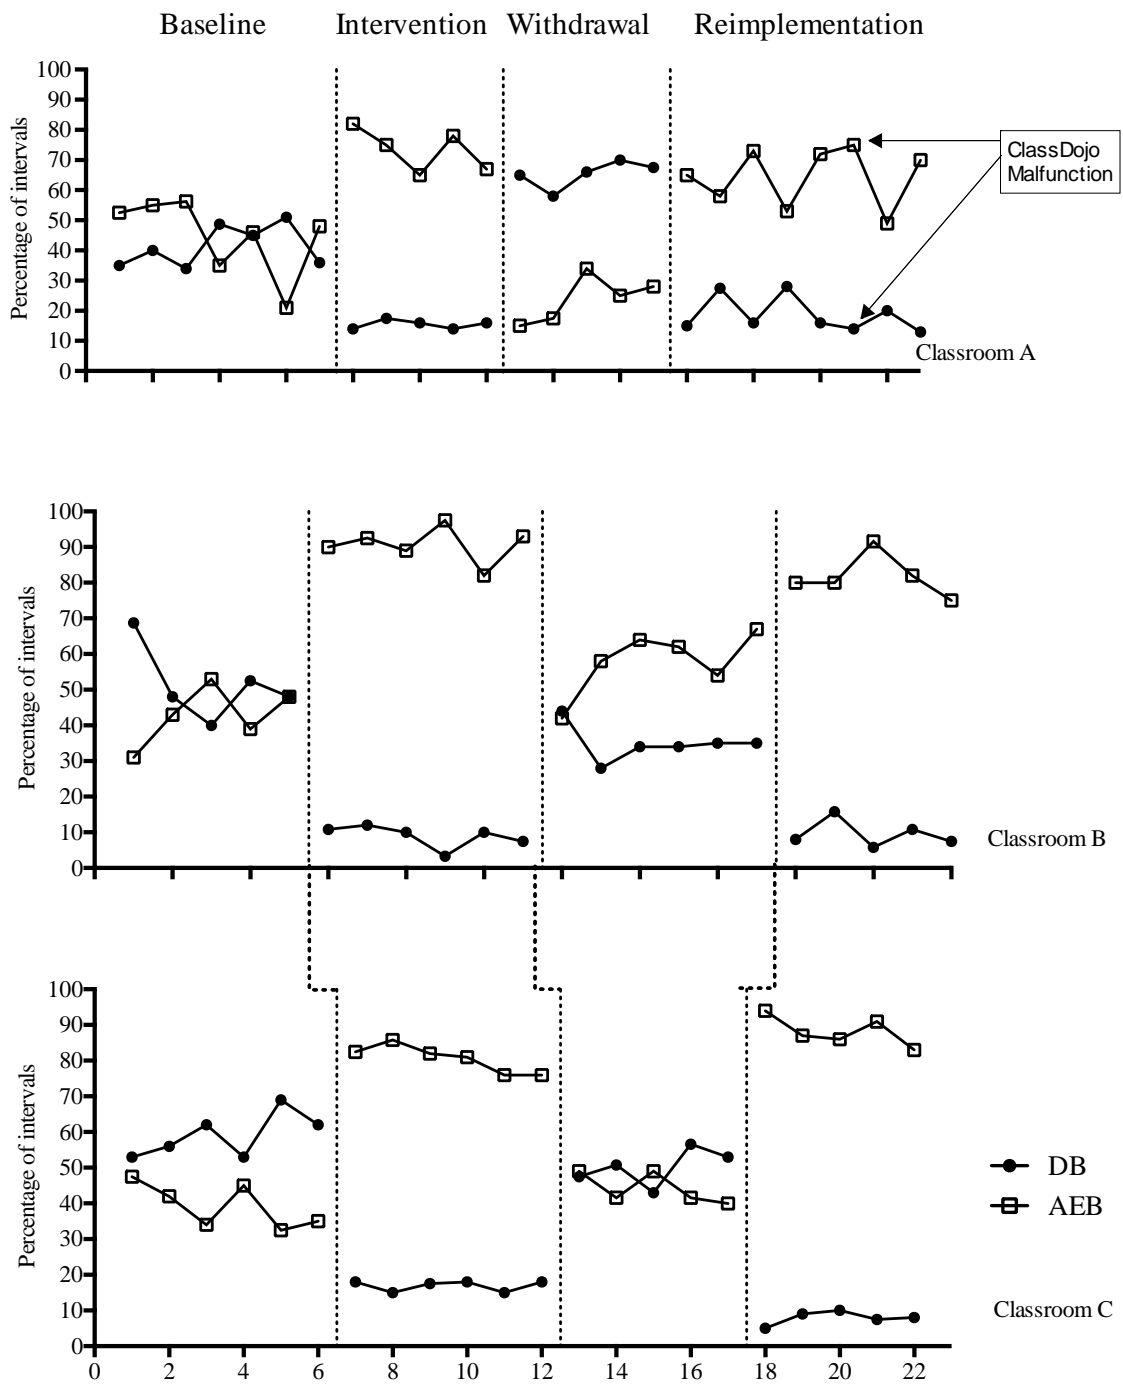 Baseline Intervention Withdrawal Reimplementation
100
90
80
70
60
50
40
30
20
10
0
Percentage of intervals
ClassDojo
Malfunction
Classroom A
100
90
80
70
60
50
40
30
20
10
0
Percentage of intervals
Classroom B
100
90
80
70
60
50
40
30
20
10
0
Percentage of intervals
DB
AEB
Classroom C
0 2 4 6 8 10 12 14 16 18 20 22